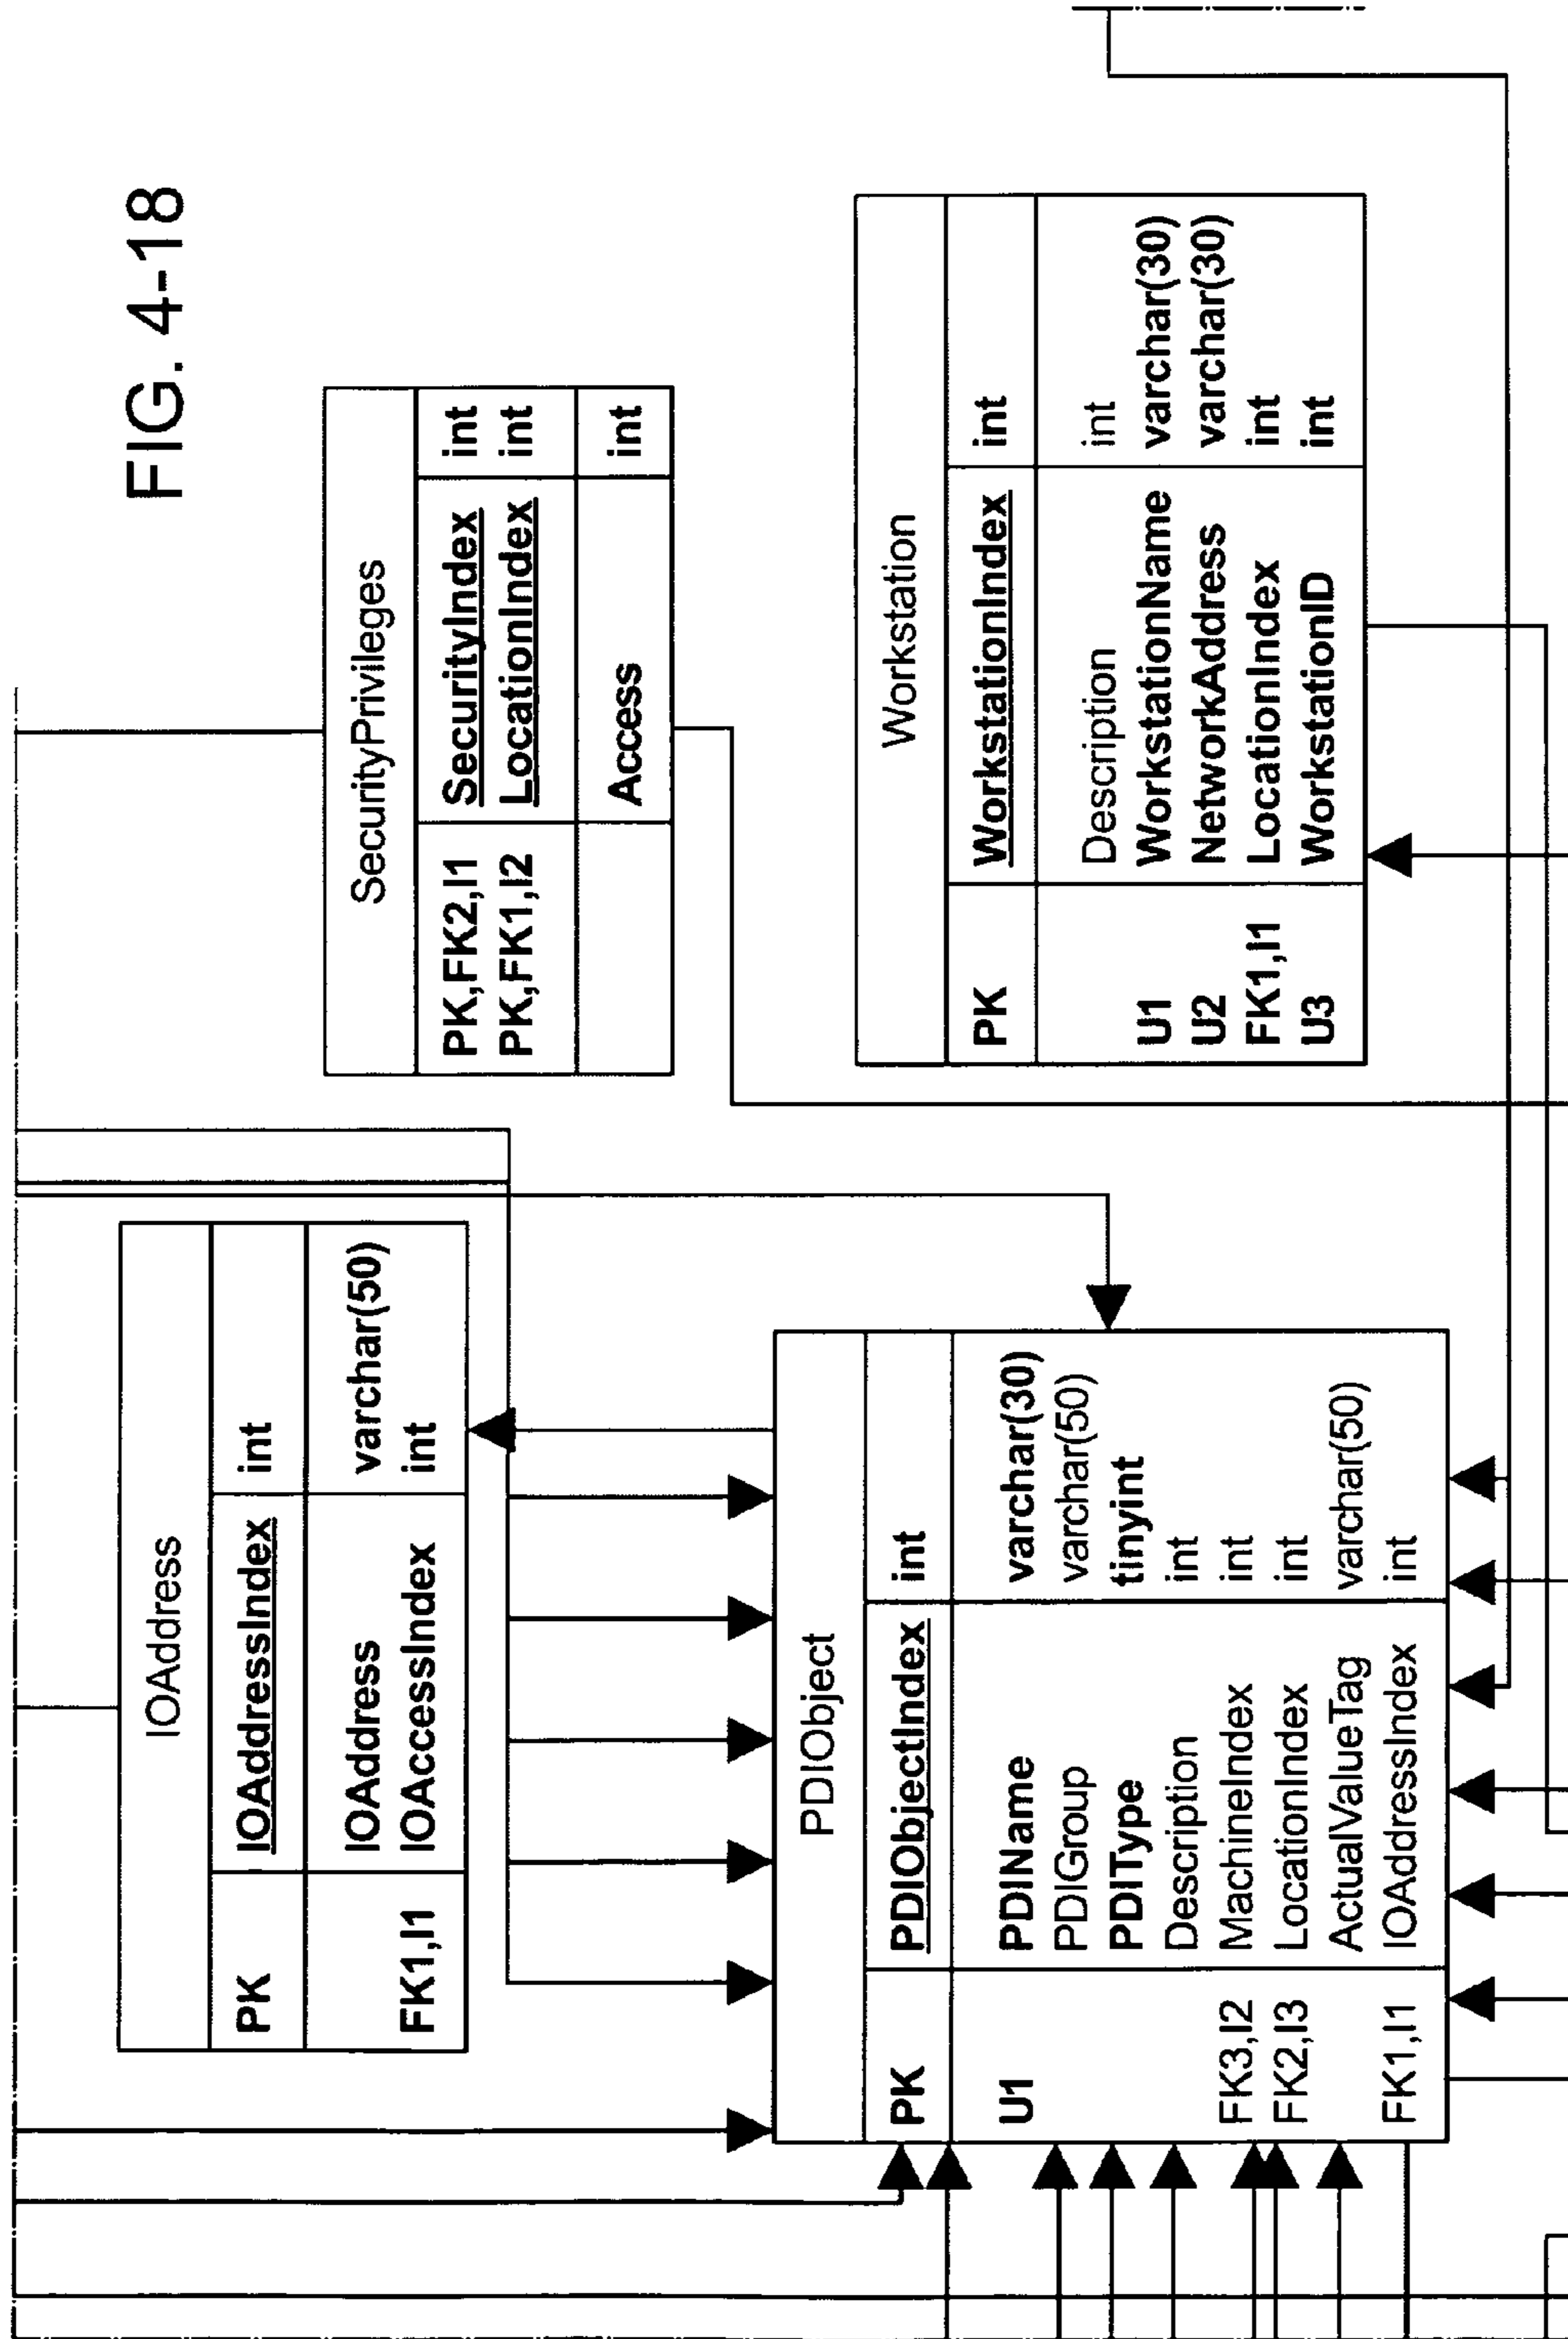 FIG. 4-18
IOAddress
PK IOAddressIndex int
IOAddress varchar(50)
FK1,I1 IOAccessIndex int
SecurityPrivileges
PK,FK2,I1 SecurityIndex int
PK,FK1,I2 LocationIndex int
Access int
PDIObject
PK PDIObjectIndex int
U1 PDIName varchar(30)
PDIGroup varchar(50)
PDIType tinyint
Description int
FK3,I2 MachineIndex int
FK2,I3 LocationIndex int
ActualValueTag varchar(50)
FK1,I1 IOAddressIndex int
Workstation
PK WorkstationIndex int
Description int
U1 WorkstationName varchar(30)
U2 NetworkAddress varchar(30)
FK1,I1 LocationIndex int
U3 WorkstationID int